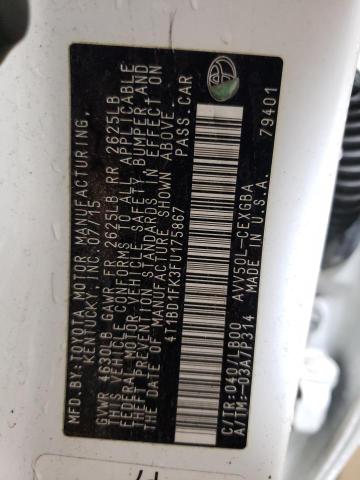 MFD. BY: TOYOTA MOTOR MANUFACTURING,
KENTUCKY, INC. 07/15
GVWR 4630LB GAWR FR 2625LB RR 2625LB
THIS VEHICLE CONFORMS TO ALL APPLICABLE
FEDERAL MOTOR VEHICLE SAFETY, BUMPER AND
THEFT PREVENTION STANDARDS IN EFFECT ON
THE DATE OF MANUFACTURE SHOWN ABOVE.
4T1BD1FK3FU175867 PASS.CAR
C/TR:040/LB00 AVV50L-CEXGBA
A/TM:-03A/P314 MADE IN U.S.A. 79401